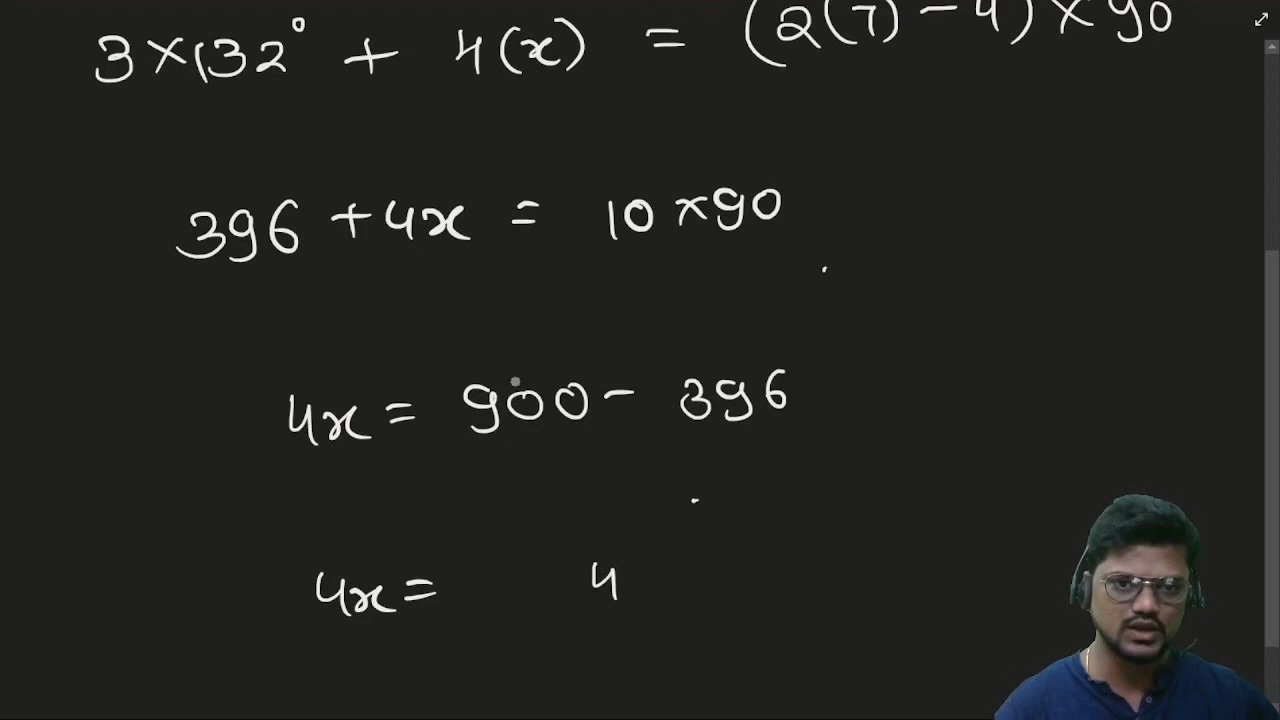 3×132° + 4(x) = (2(7) - 4) × 90
396 + 4x = 10 × 90
4x = 900 - 396
4x = 4